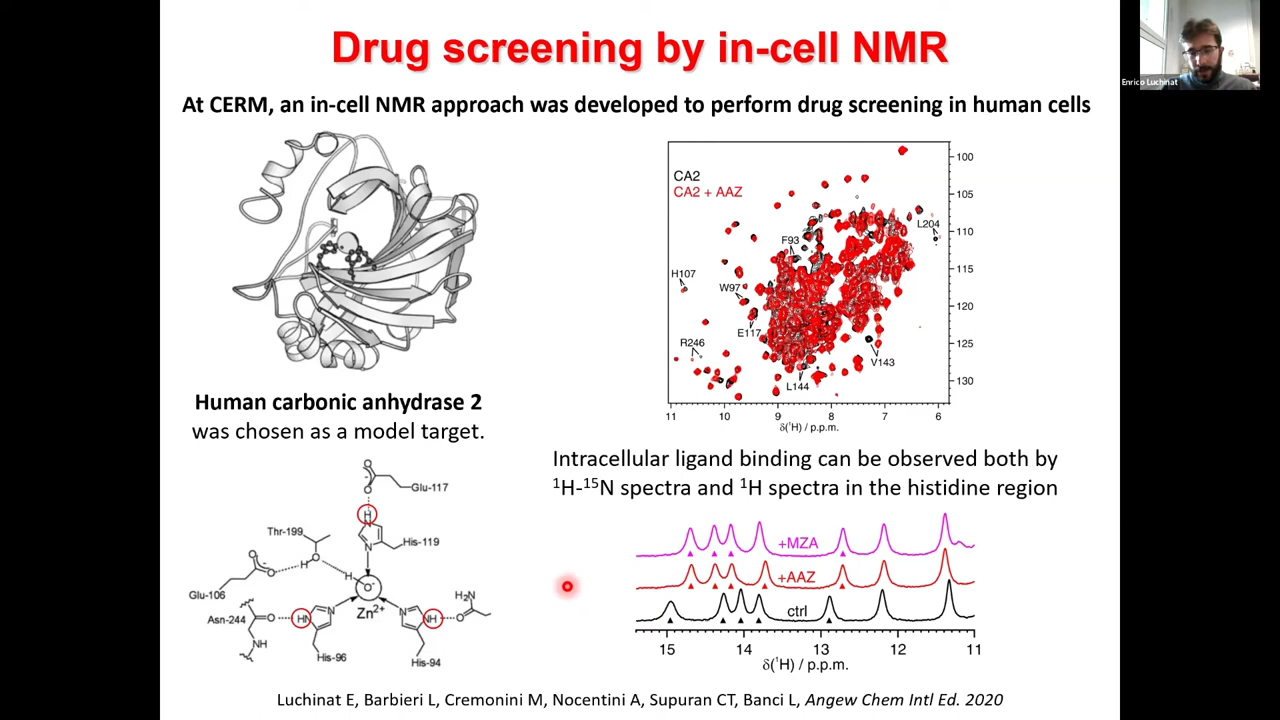 Drug screening by in-cell NMR
Enrico Luchinat
At CERM, an in-cell NMR approach was developed to perform drug screening in human cells
CA2
CA2 + AAZ
F93
L204
H107
W97
E117
R246
L144
V143
100
105
110
115
120
125
130
11 10 9 8 7 6
δ(¹H) / p.p.m.
Human carbonic anhydrase 2
was chosen as a model target.
Intracellular ligand binding can be observed both by
¹H-¹⁵N spectra and ¹H spectra in the histidine region
Glu-117
H
N
His-119
Thr-199
O
H
H
O⁻
Zn²⁺
Glu-106
Asn-244
O
HN
N
NH
His-96
N
NH
O
H₂N
His-94
+MZA
+AAZ
ctrl
15 14 13 12 11
δ(¹H) / p.p.m.
Luchinat E, Barbieri L, Cremonini M, Nocentini A, Supuran CT, Banci L, Angew Chem Intl Ed. 2020